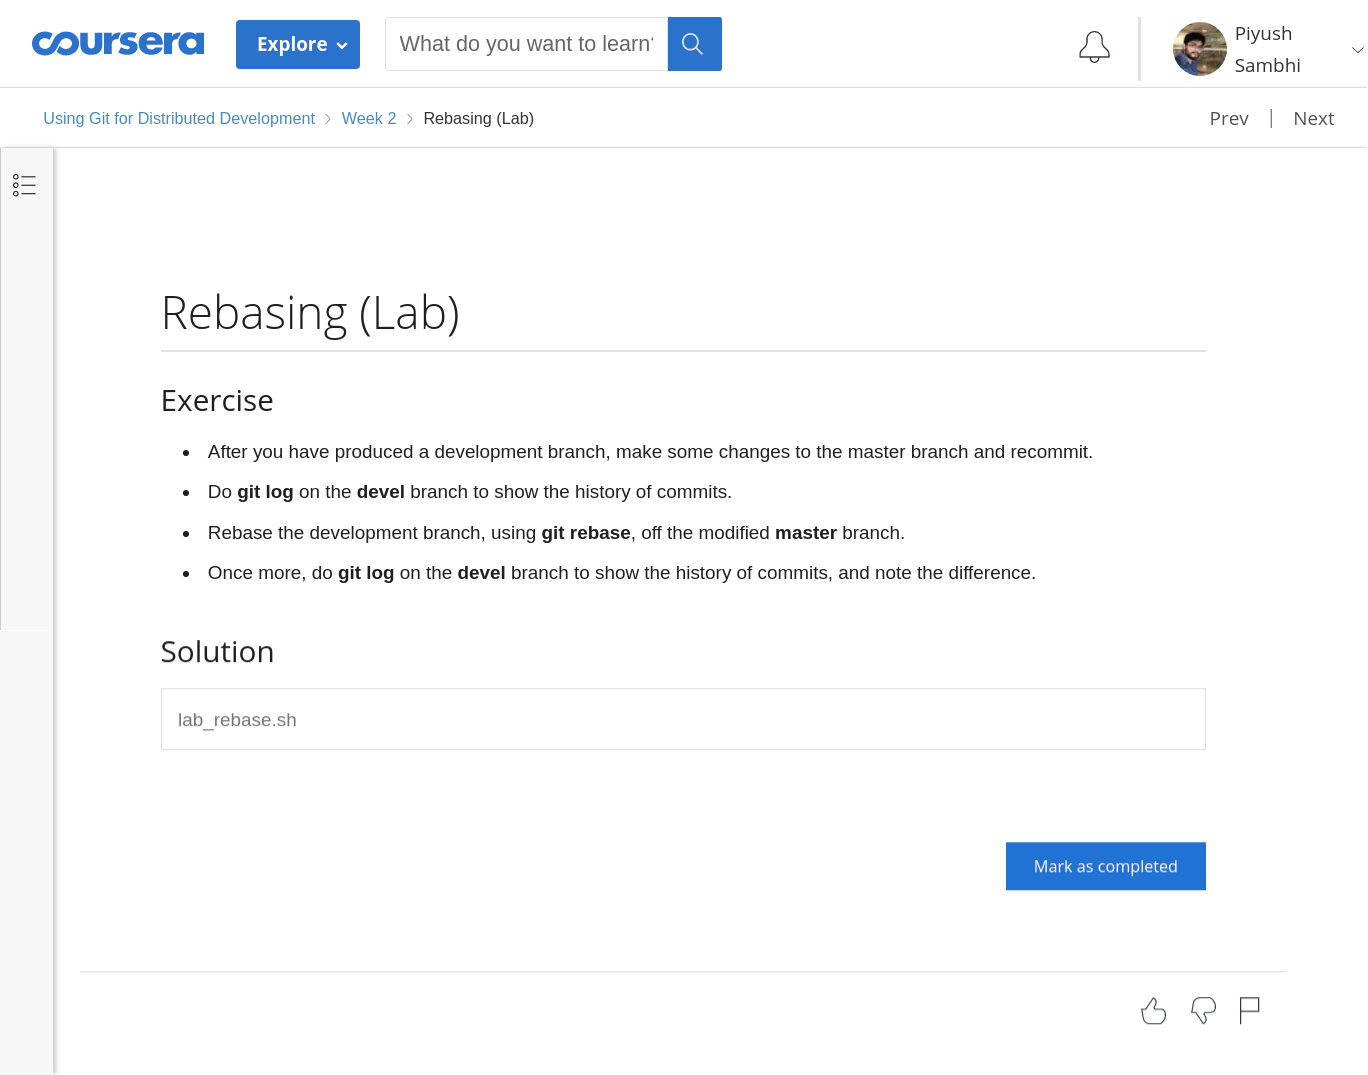 coursera
Explore
What do you want to learn?
Piyush
Sambhi
Using Git for Distributed Development > Week 2 > Rebasing (Lab)
Prev | Next
Rebasing (Lab)
Exercise
• After you have produced a development branch, make some changes to the master branch and recommit.
• Do git log on the devel branch to show the history of commits.
• Rebase the development branch, using git rebase, off the modified master branch.
• Once more, do git log on the devel branch to show the history of commits, and note the difference.
Solution
lab_rebase.sh
Mark as completed